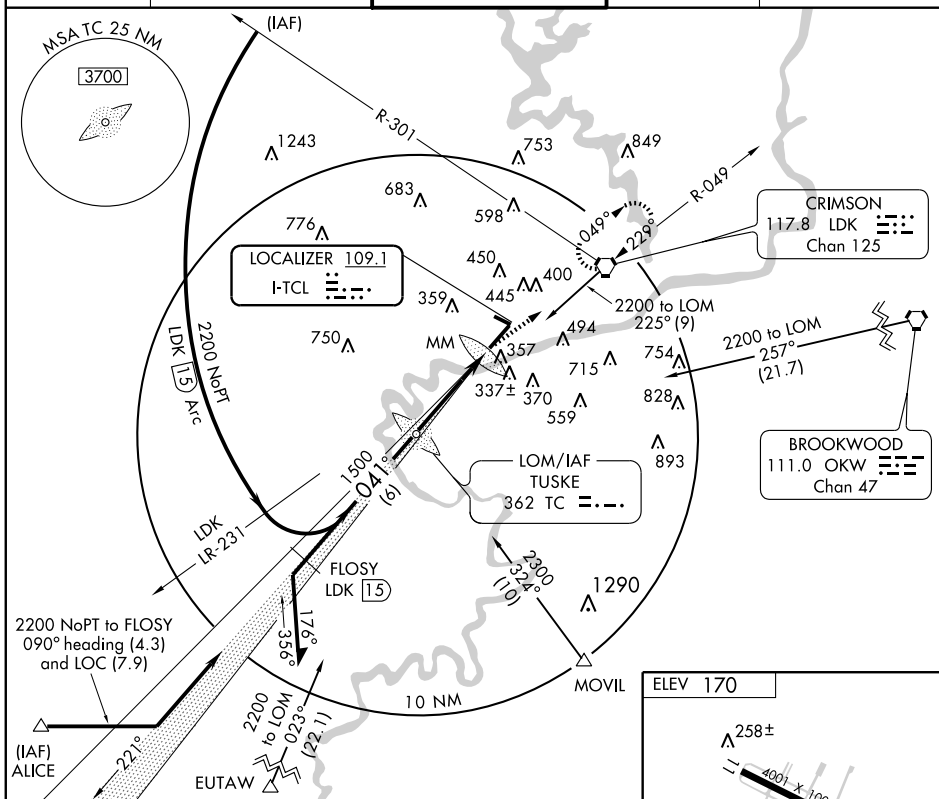 MSA TC 25 NM
3700
(IAF)
R-301
1243
753
849
683
598
R-049
049°
229°
CRIMSON
117.8 LDK
Chan 125
776
LOCALIZER 109.1
I-TCL
450
400
445
359
2200 to LOM
225° (9)
2200 NoPT
LDK 15 Arc
750
MM
357
494
715
754
2200 to LOM
257°
(21.7)
337±
370
559
828
893
BROOKWOOD
111.0 OKW
Chan 47
1500
041°
(6)
LOM/IAF
TUSKE
362 TC
LDK
LR-231
FLOSY
LDK 15
2300
324°
(10)
1290
176°
356°
2200 NoPT to FLOSY
090° heading (4.3)
and LOC (7.9)
MOVIL
10 NM
(IAF)
ALICE
221°
2200
to LOM
023°
(22.1)
EUTAW
ELEV 170
258±
4001 X 100